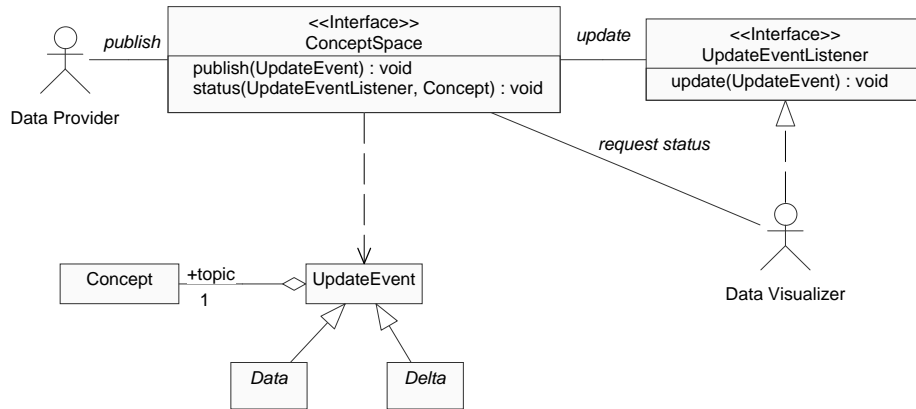 <<Interface>>
ConceptSpace
publish(UpdateEvent) : void
status(UpdateEventListener, Concept) : void
publish
Data Provider
update
<<Interface>>
UpdateEventListener
update(UpdateEvent) : void
request status
Data Visualizer
Concept
+topic
1
UpdateEvent
Data
Delta